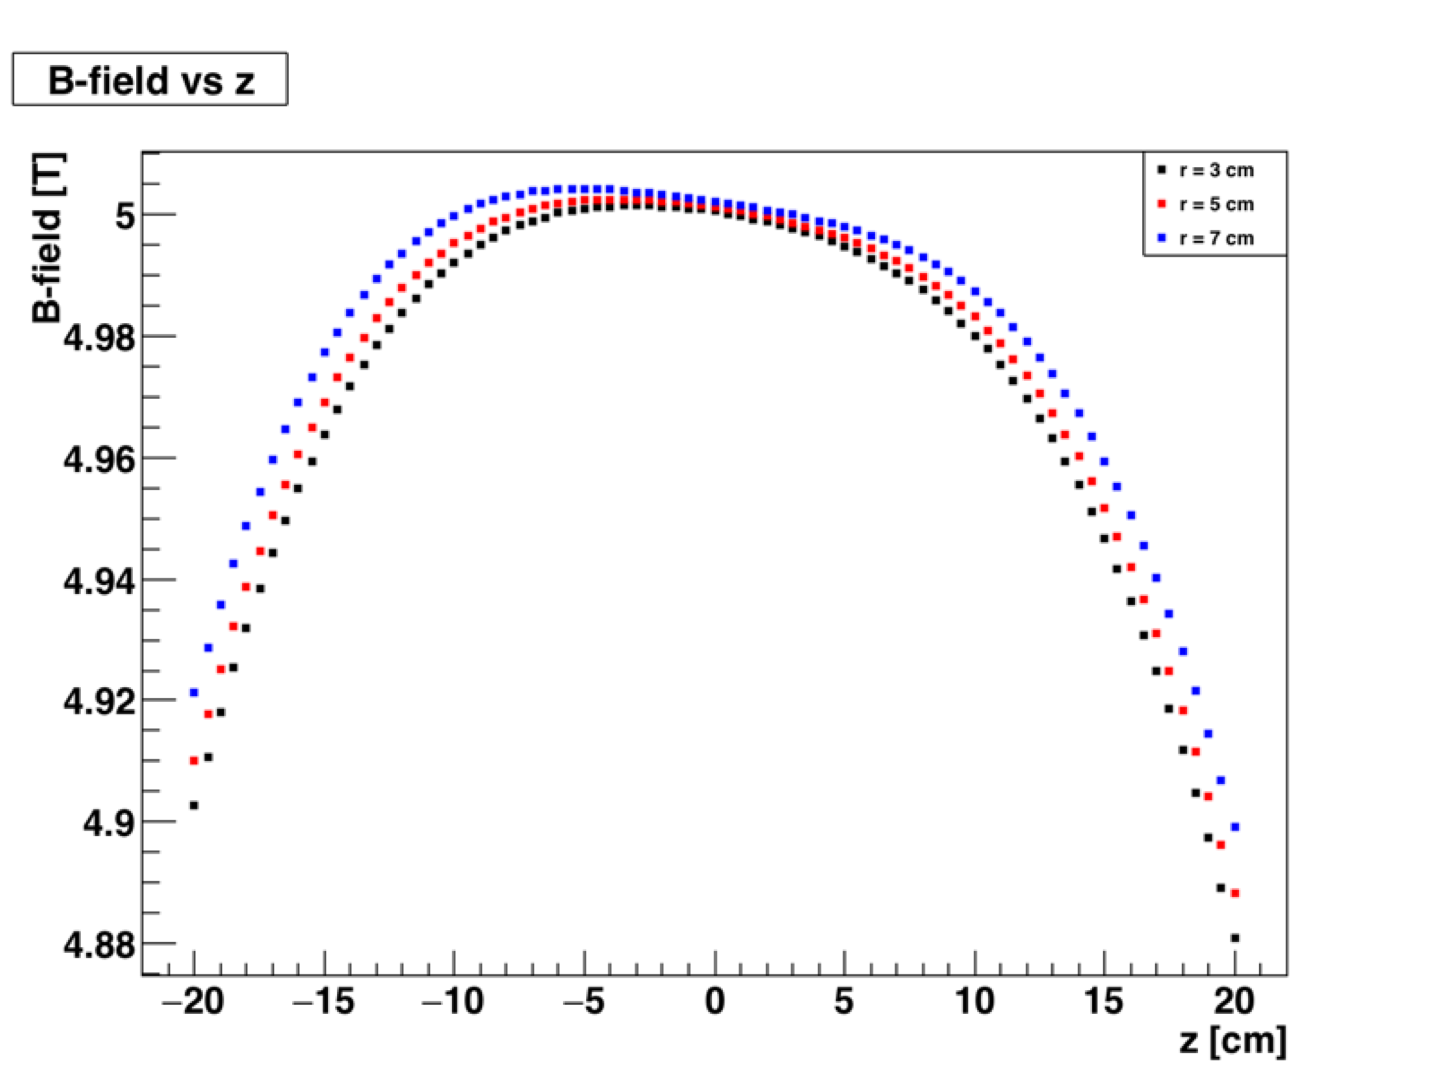 B-field vs z
B-field [T]
r = 3 cm
r = 5 cm
r = 7 cm
5
4.98
4.96
4.94
4.92
4.9
4.88
−20 −15 −10 −5 0 5 10 15 20
z [cm]